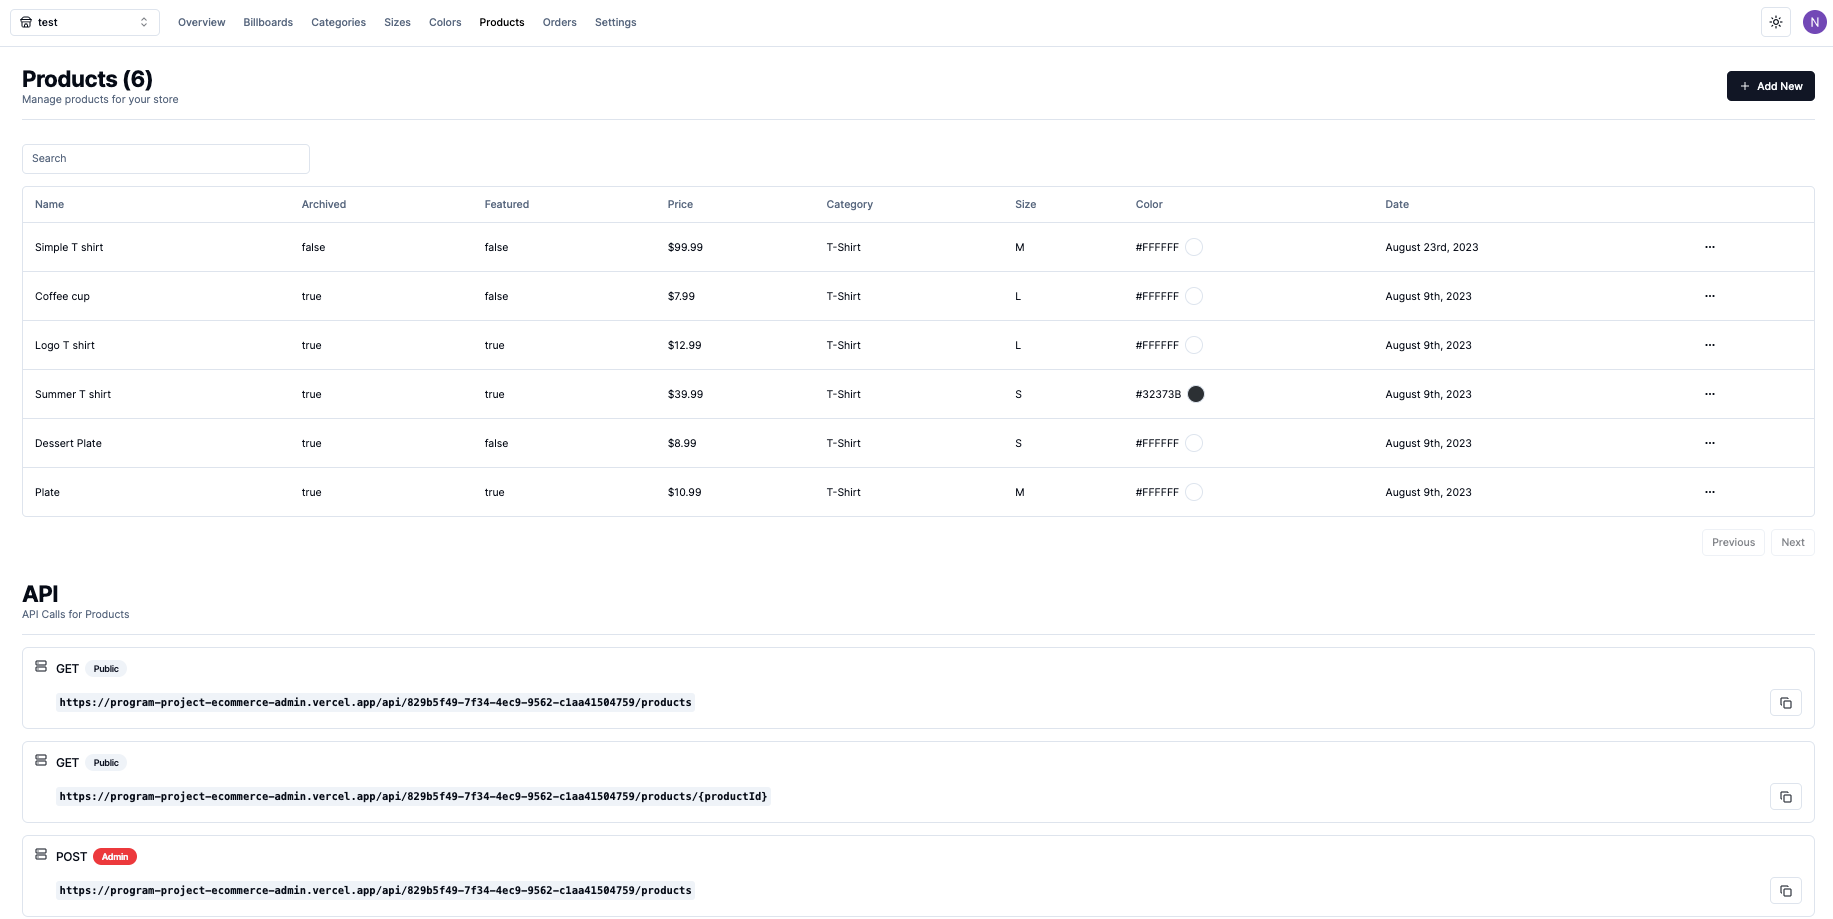 test Overview Billboards Categories Sizes Colors Products Orders Settings N
Products (6)
Manage products for your store
+ Add New
Search
Name Archived Featured Price Category Size Color Date
Simple T shirt false false $99.99 T-Shirt M #FFFFFF August 23rd, 2023 ...
Coffee cup true false $7.99 T-Shirt L #FFFFFF August 9th, 2023 ...
Logo T shirt true true $12.99 T-Shirt L #FFFFFF August 9th, 2023 ...
Summer T shirt true true $39.99 T-Shirt S #32373B August 9th, 2023 ...
Dessert Plate true false $8.99 T-Shirt S #FFFFFF August 9th, 2023 ...
Plate true true $10.99 T-Shirt M #FFFFFF August 9th, 2023 ...
Previous Next
API
API Calls for Products
GET Public
https://program-project-ecommerce-admin.vercel.app/api/829b5f49-7f34-4ec9-9562-c1aa41504759/products
GET Public
https://program-project-ecommerce-admin.vercel.app/api/829b5f49-7f34-4ec9-9562-c1aa41504759/products/{productId}
POST Admin
https://program-project-ecommerce-admin.vercel.app/api/829b5f49-7f34-4ec9-9562-c1aa41504759/products